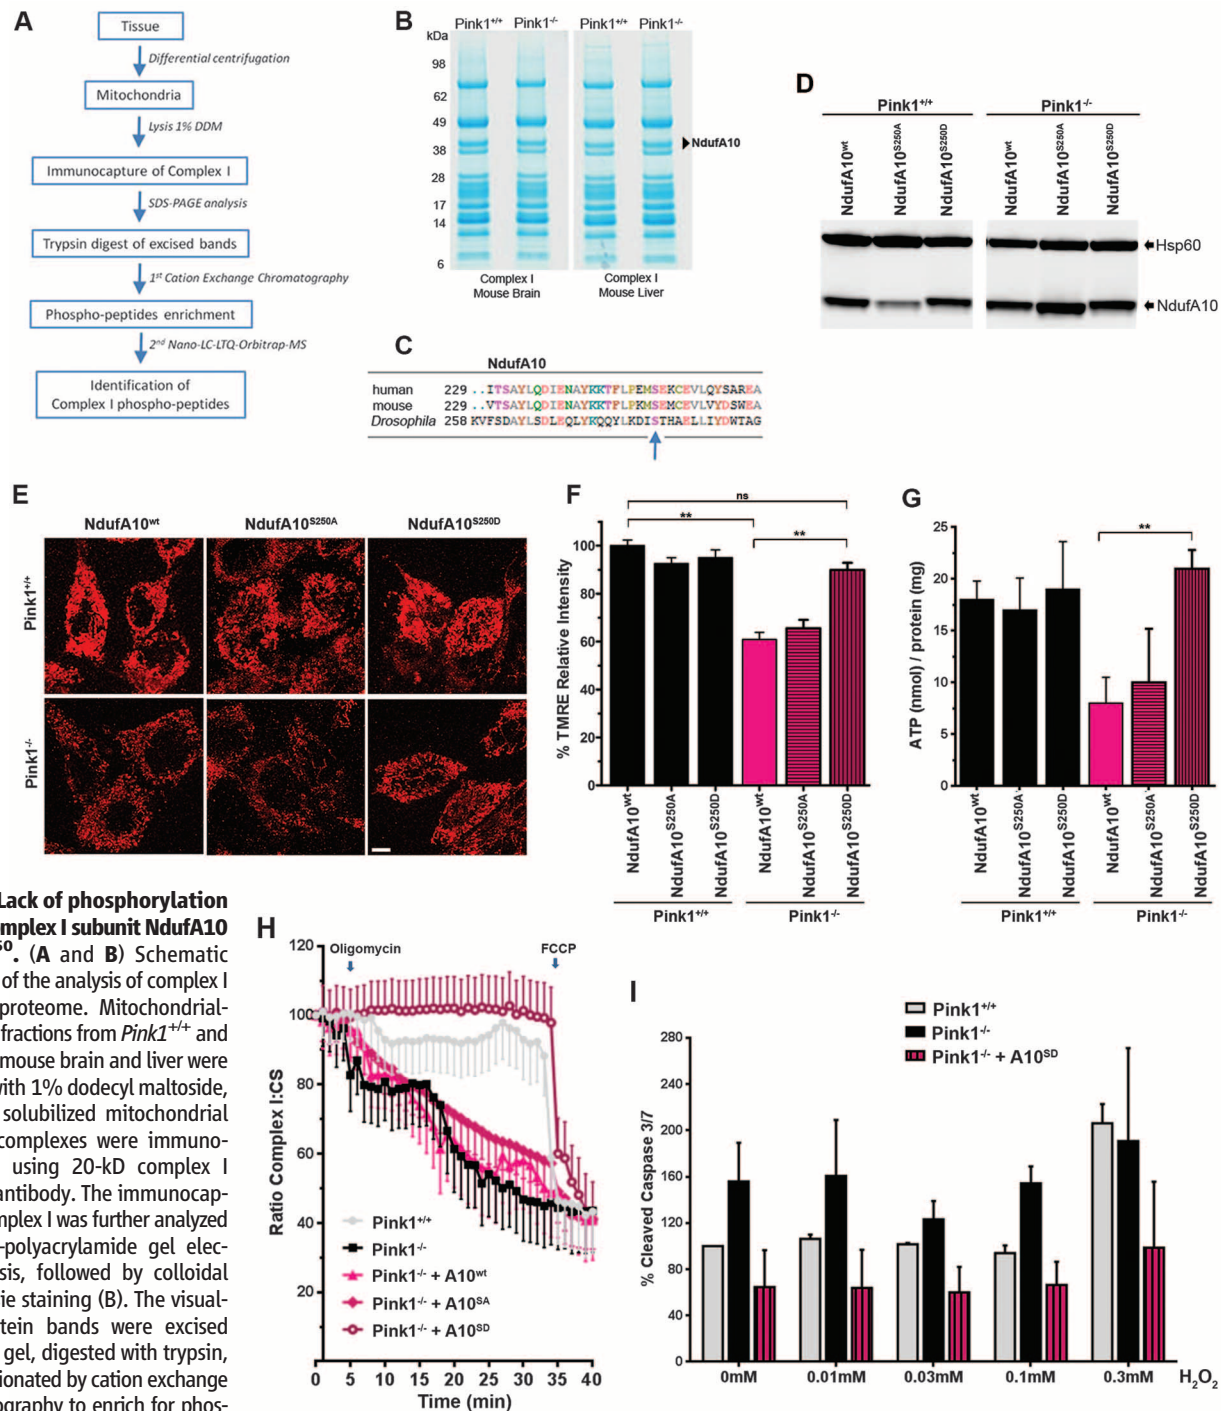 A
Tissue
Differential centrifugation
Mitochondria
Lysis 1% DDM
Immunocapture of Complex I
SDS-PAGE analysis
Trypsin digest of excised bands
1st Cation Exchange Chromatography
Phospho-peptides enrichment
2nd Nano-LC-LTQ-Orbitrap-MS
Identification of
Complex I phospho-peptides
B
Pink1+/+ Pink1-/- Pink1+/+ Pink1-/-
kDa
98
62
49
38
28
17
14
6
NdufA10
Complex I
Mouse Brain
Complex I
Mouse Liver
C
NdufA10
human 229 ..ITSAYLQDIENAYKKTFLPEMSEKCEVLQYSAREA
mouse 229 ..VTSAYLQDIENAYKKTFLPKMSEMCEVLVYDSWEA
Drosophila 258 KVFSDAYLSDLEQLYKQQYLKDISTHAELLIYDWTAG
D
Pink1+/+ Pink1-/-
NdufA10wt NdufA10S250A NdufA10S250D NdufA10wt NdufA10S250A NdufA10S250D
Hsp60
NdufA10
E
NdufA10wt NdufA10S250A NdufA10S250D
Pink1+/+
Pink1-/-
F
ns
**
**
% TMRE Relative Intensity
100
80
60
40
20
0
NdufA10wt NdufA10S250A NdufA10S250D NdufA10wt NdufA10S250A NdufA10S250D
Pink1+/+ Pink1-/-
G
**
ATP (nmol) / protein (mg)
25
20
15
10
5
0
NdufA10wt NdufA10S250A NdufA10S250D NdufA10wt NdufA10S250A NdufA10S250D
Pink1+/+ Pink1-/-
Lack of phosphorylation
mplex I subunit NdufA10
50. (A and B) Schematic
of the analysis of complex I
proteome. Mitochondrial-
fractions from Pink1+/+ and
mouse brain and liver were
with 1% dodecyl maltoside,
solubilized mitochondrial
complexes were immuno-
using 20-kD complex I
antibody. The immunocap-
mplex I was further analyzed
-polyacrylamide gel elec-
sis, followed by colloidal
ie staining (B). The visual-
tein bands were excised
gel, digested with trypsin,
ionated by cation exchange
ography to enrich for phos-
H
Oligomycin FCCP
Ratio Complex I:CS
120
100
80
60
40
20
Pink1+/+
Pink1-/-
Pink1-/- + A10wt
Pink1-/- + A10SA
Pink1-/- + A10SD
0 5 10 15 20 25 30 35 40
Time (min)
I
Pink1+/+
Pink1-/-
Pink1-/- + A10SD
% Cleaved Caspase 3/7
280
240
200
160
120
80
40
0
0mM 0.01mM 0.03mM 0.1mM 0.3mM H2O2